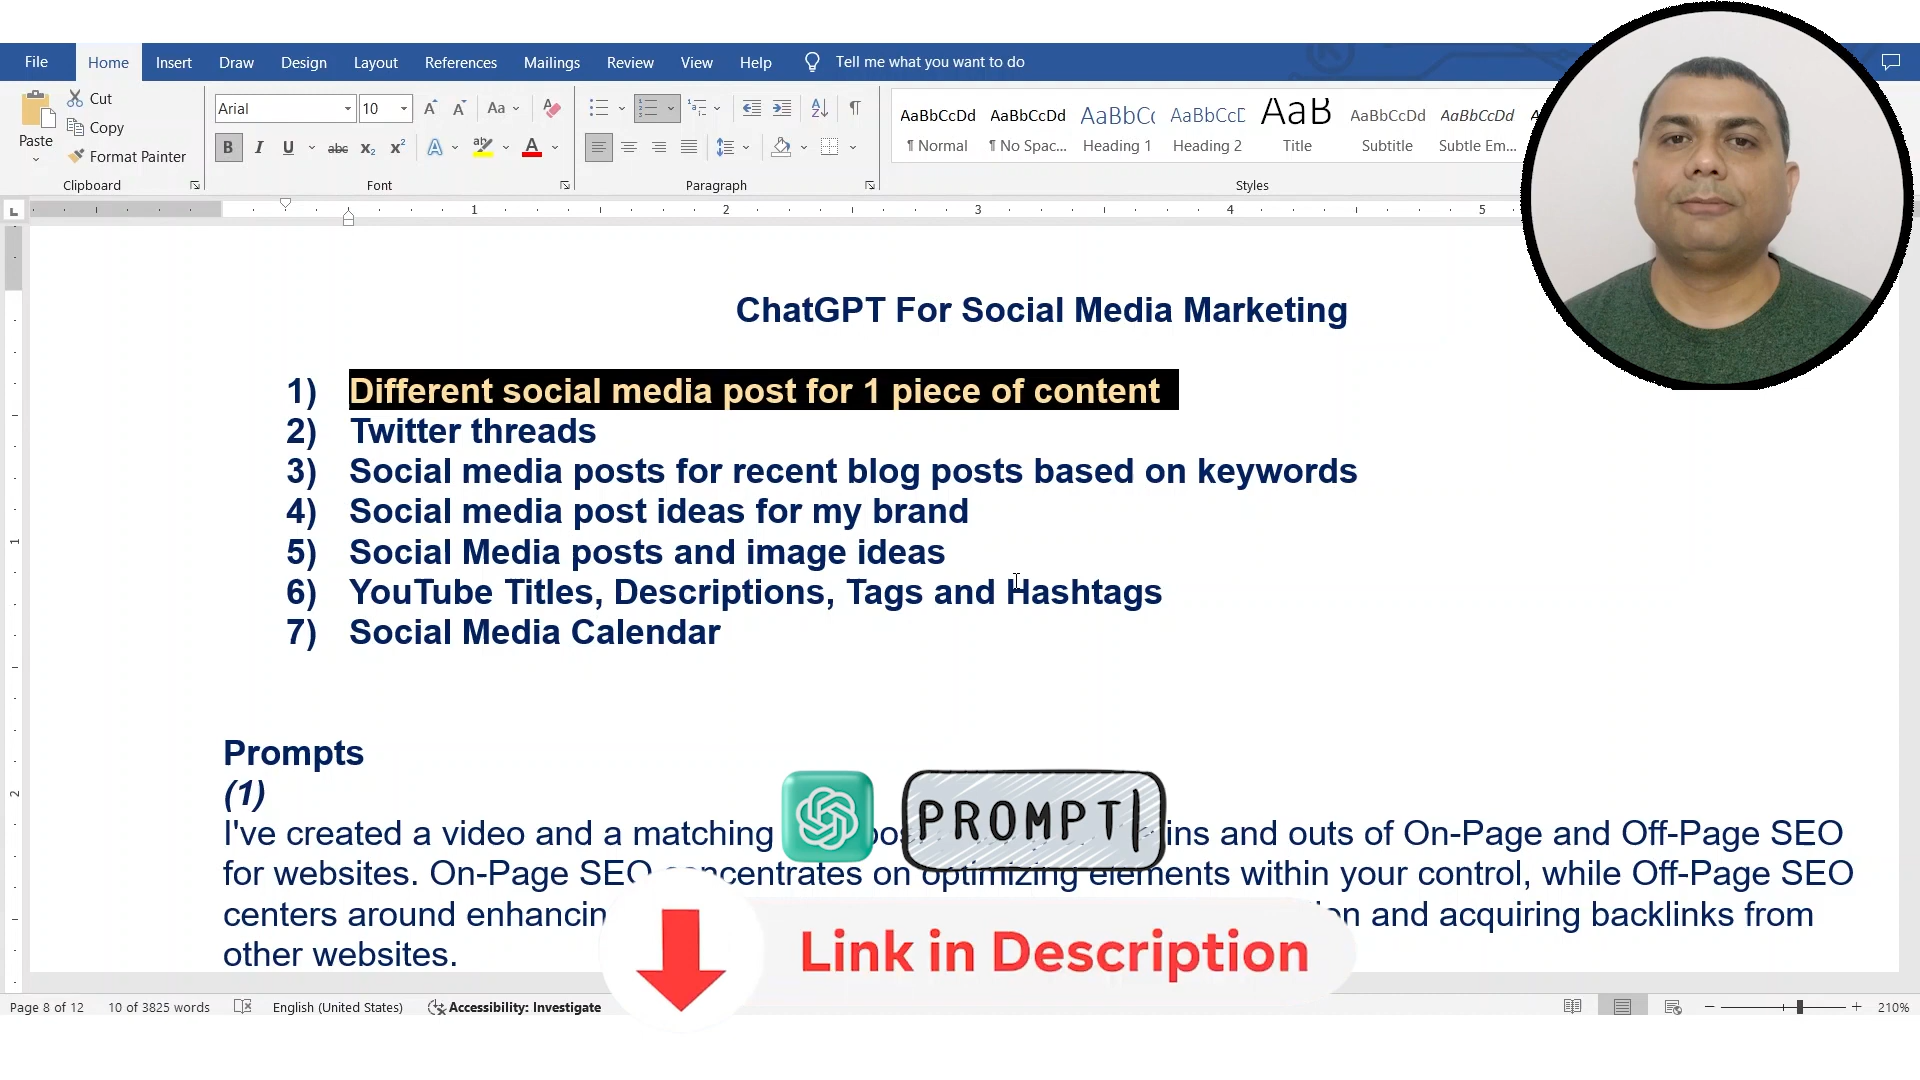 File Home Insert Draw Design Layout References Mailings Review View Help Tell me what you want to do
Cut
Copy
Paste
Format Painter
Arial 10
AaBbCcDd AaBbCcDd AaBbCc AaBbCcD AaB AaBbCcDd AaBbCcDd
¶ Normal ¶ No Spac... Heading 1 Heading 2 Title Subtitle Subtle Em...
Clipboard Font Paragraph Styles
1 2 3 4 5
ChatGPT For Social Media Marketing
1) Different social media post for 1 piece of content
2) Twitter threads
3) Social media posts for recent blog posts based on keywords
4) Social media post ideas for my brand
5) Social Media posts and image ideas
6) YouTube Titles, Descriptions, Tags and Hashtags
7) Social Media Calendar
Prompts
(1)
I've created a video and a matching ins and outs of On-Page and Off-Page SEO
PROMPT
for websites. On-Page SEO concentrates on optimizing elements within your control, while Off-Page SEO
centers around and acquiring backlinks from
other websites.
Link in Description
Page 8 of 12 10 of 3825 words English (United States) Accessibility: Investigate 210%